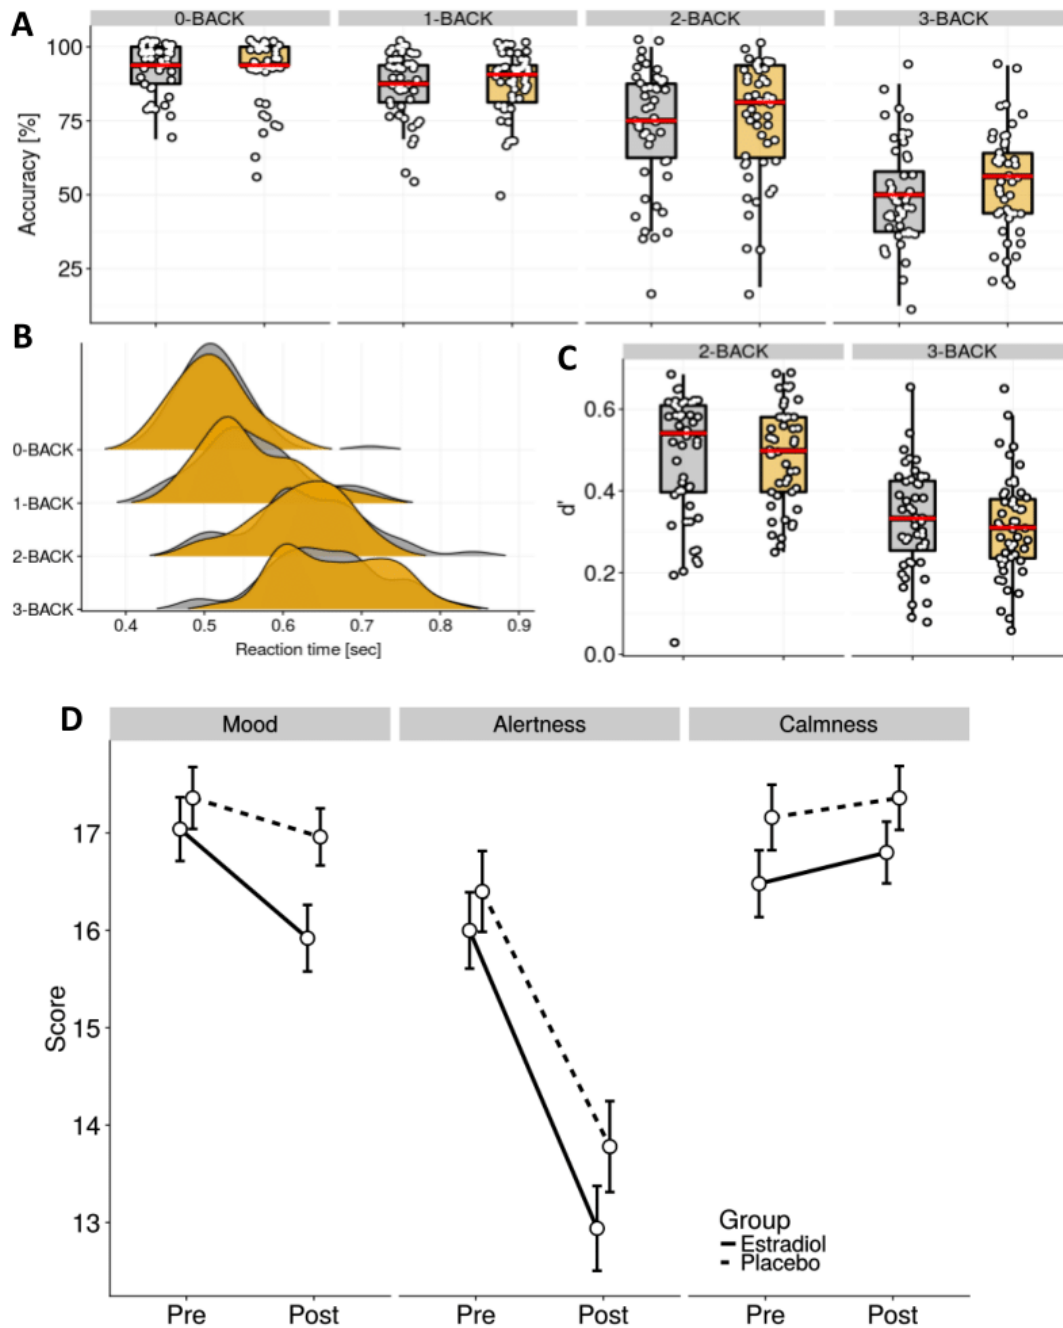 A
0-BACK 1-BACK 2-BACK 3-BACK
100
75
50
25
Accuracy [%]
B
0-BACK
1-BACK
2-BACK
3-BACK
0.4 0.5 0.6 0.7 0.8 0.9
Reaction time [sec]
C
2-BACK 3-BACK
0.6
0.4
0.2
0.0
d'
D
Mood Alertness Calmness
17
16
15
14
13
Score
Group
Estradiol
Placebo
Pre Post Pre Post Pre Post